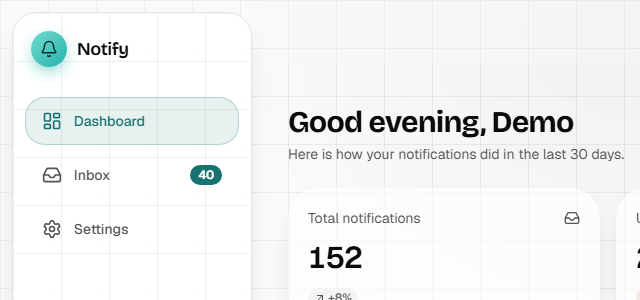 Notify
Dashboard
Inbox
40
Settings
Good evening, Demo
Here is how your notifications did in the last 30 days.
Total notifications
152
+8%